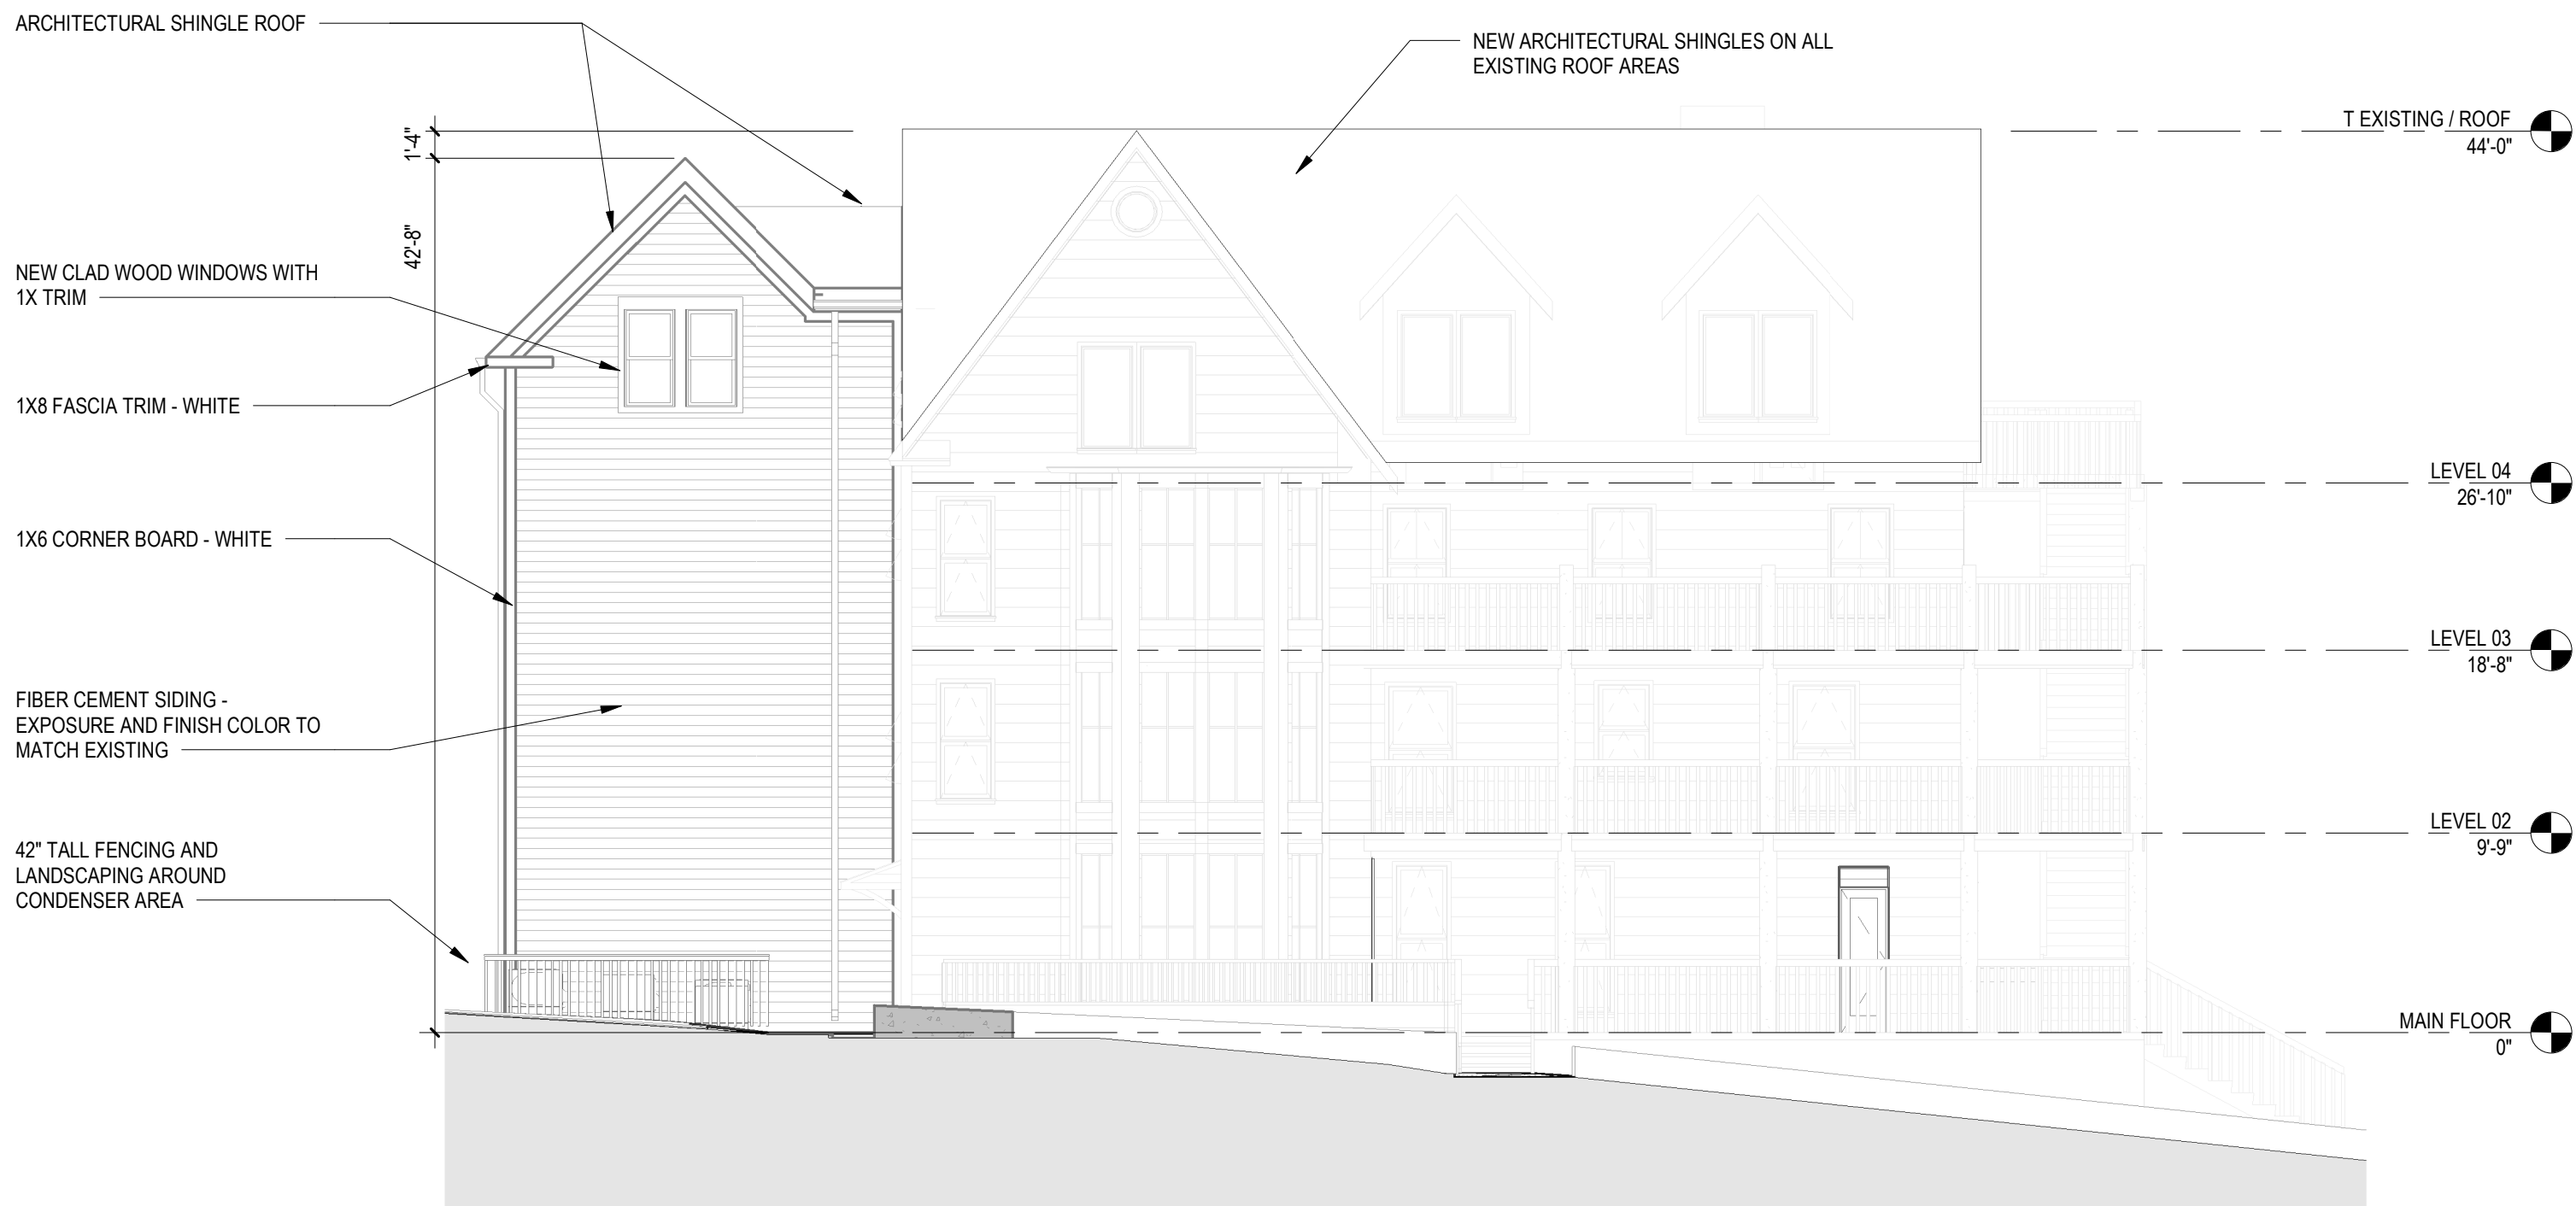 ARCHITECTURAL SHINGLE ROOF
NEW ARCHITECTURAL SHINGLES ON ALL
EXISTING ROOF AREAS
T EXISTING / ROOF
44'-0"
1'-4"
42'-8"
NEW CLAD WOOD WINDOWS WITH
1X TRIM
1X8 FASCIA TRIM - WHITE
LEVEL 04
26'-10"
1X6 CORNER BOARD - WHITE
LEVEL 03
18'-8"
FIBER CEMENT SIDING -
EXPOSURE AND FINISH COLOR TO
MATCH EXISTING
LEVEL 02
9'-9"
42" TALL FENCING AND
LANDSCAPING AROUND
CONDENSER AREA
MAIN FLOOR
0"